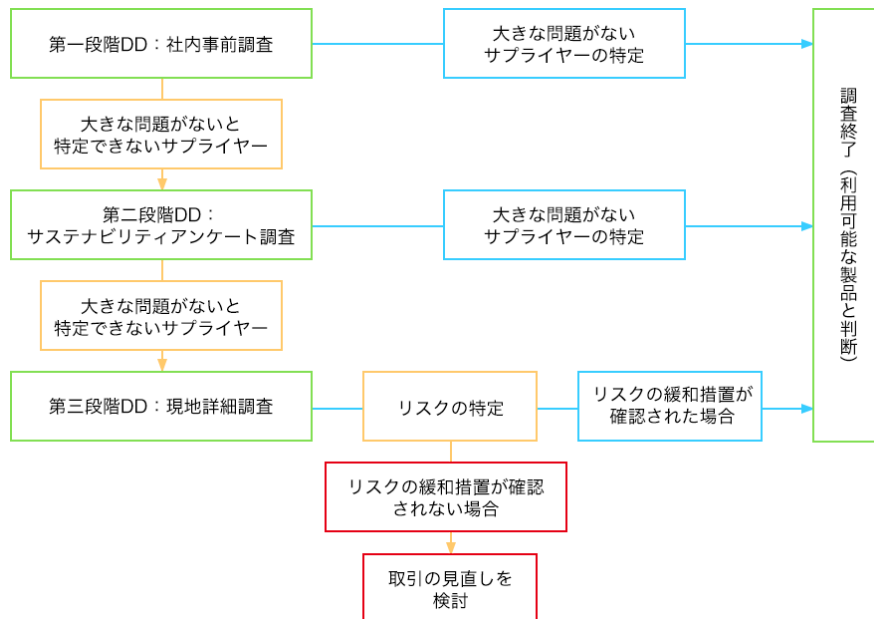 第一段階DD：社内事前調査
大きな問題がない
サプライヤーの特定
大きな問題がないと
特定できないサプライヤー
第二段階DD：
サステナビリティアンケート調査
大きな問題がない
サプライヤーの特定
大きな問題がないと
特定できないサプライヤー
第三段階DD：現地詳細調査
リスクの特定
リスクの緩和措置が
確認された場合
リスクの緩和措置が確認
されない場合
取引の見直しを
検討
調査終了（利用可能な製品と判断）